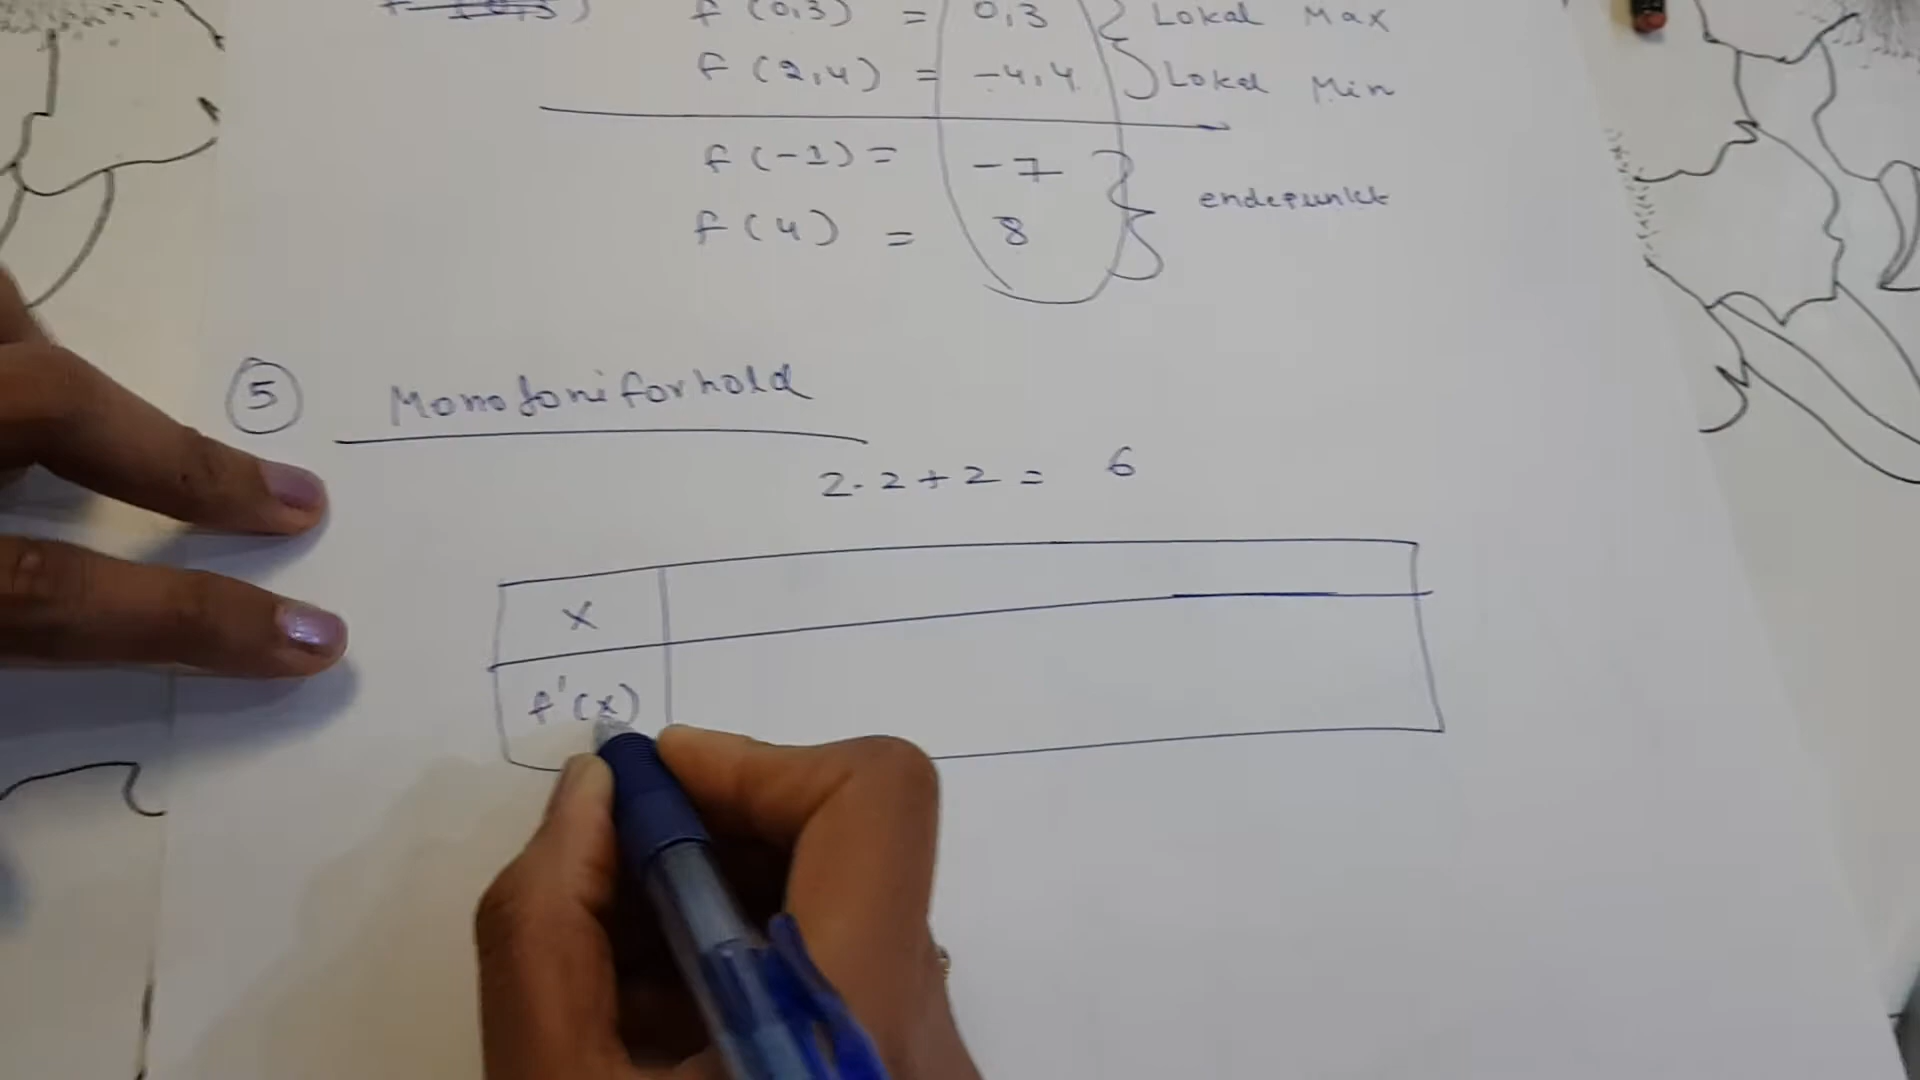 f (0,3) = 0,3 } Lokal Max
f (2,4) = -4,4 } Lokal Min
f (-1) = -7
f (4) = 8
} endepunkt
5 Monotoniforhold
2·2+2 = 6
x
f'(x)